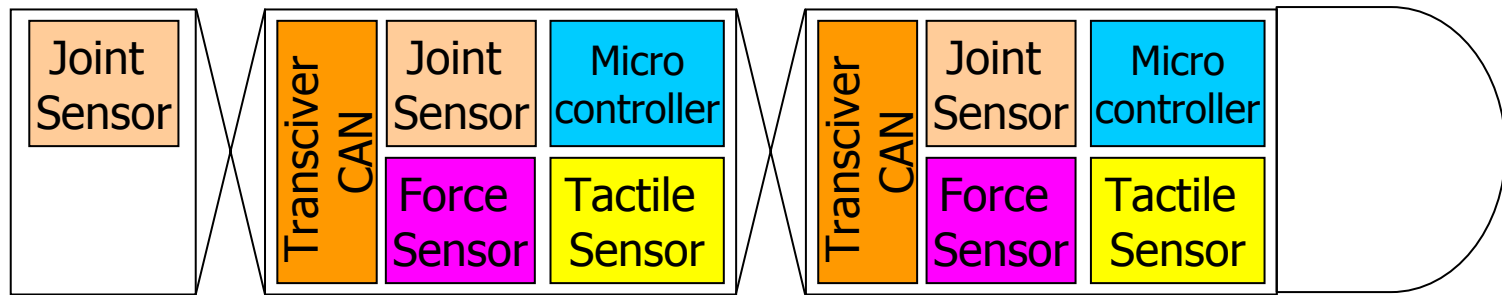 Joint
Sensor
Transciver
CAN
Joint
Sensor
Micro
controller
Force
Sensor
Tactile
Sensor
Transciver
CAN
Joint
Sensor
Micro
controller
Force
Sensor
Tactile
Sensor